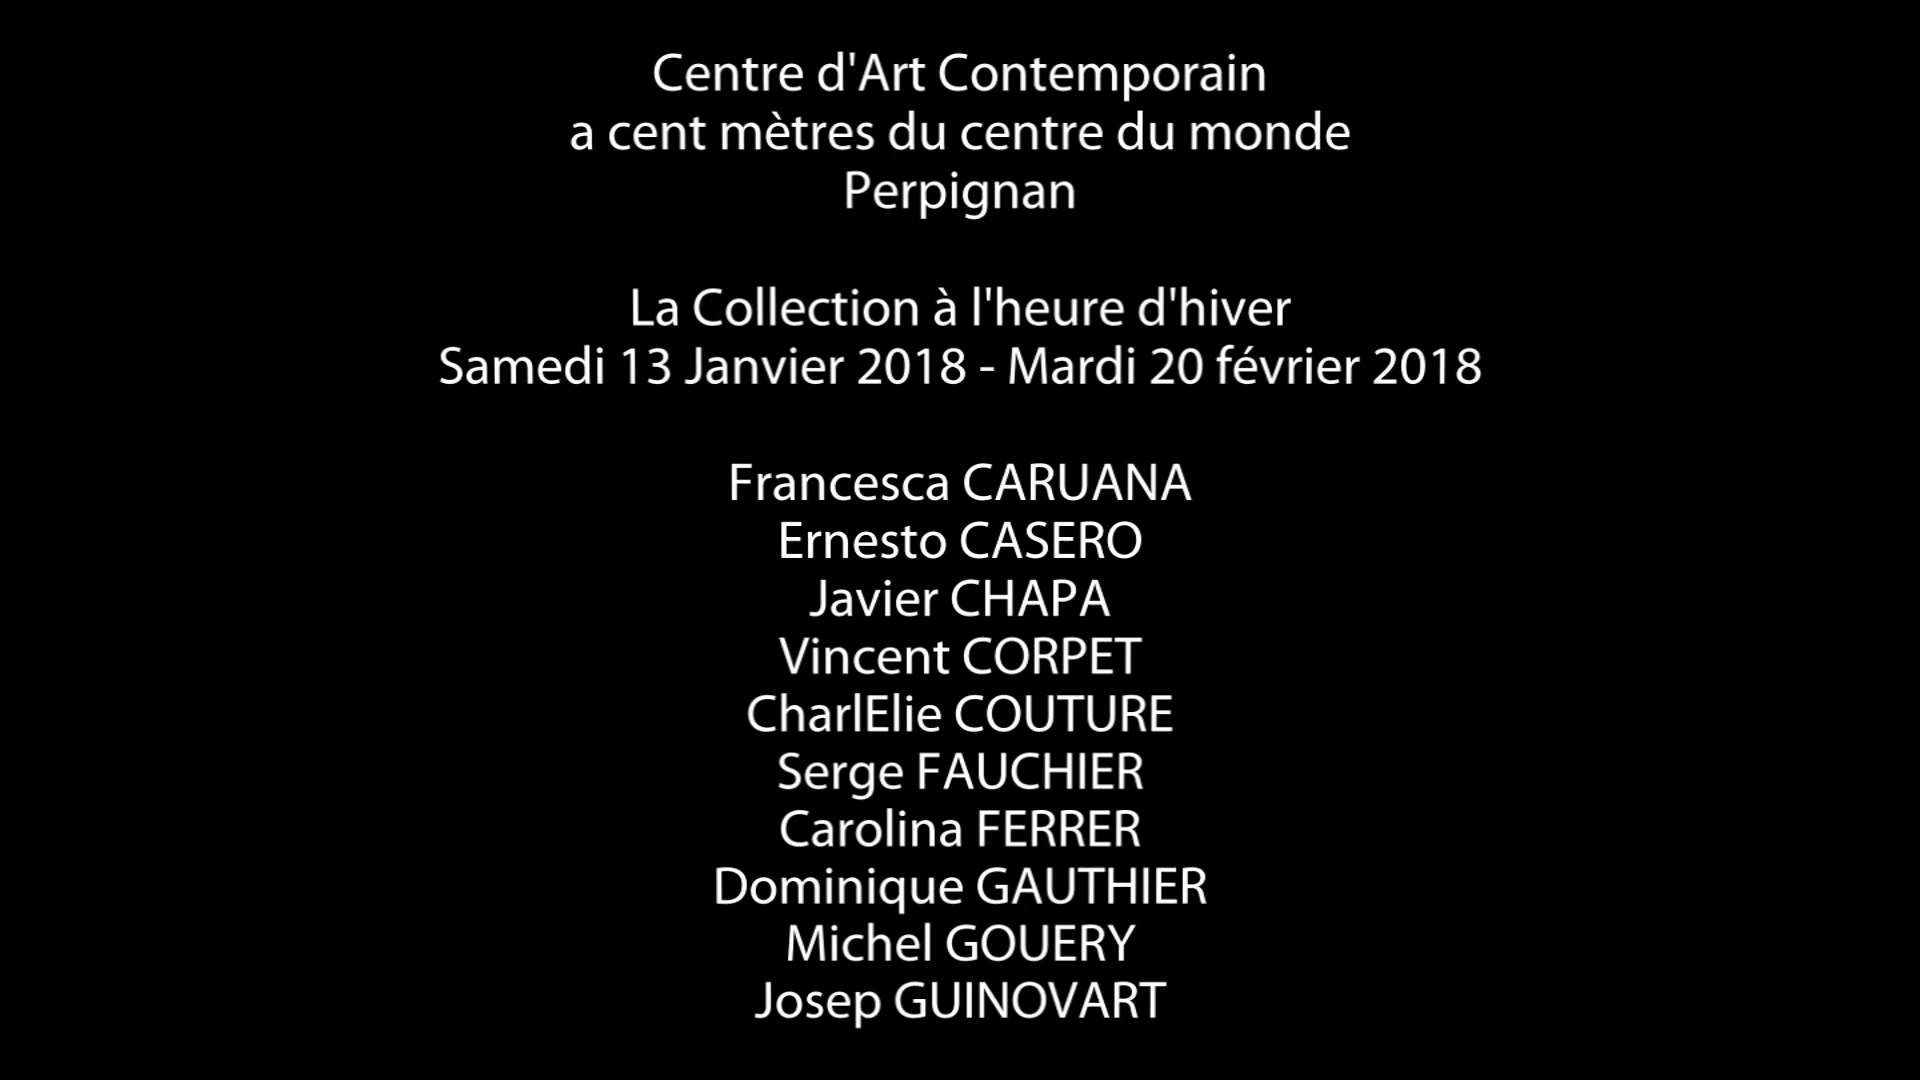 Centre d'Art Contemporain
a cent mètres du centre du monde
Perpignan
La Collection à l'heure d'hiver
Samedi 13 Janvier 2018 - Mardi 20 février 2018
Francesca CARUANA
Ernesto CASERO
Javier CHAPA
Vincent CORPET
CharlElie COUTURE
Serge FAUCHIER
Carolina FERRER
Dominique GAUTHIER
Michel GOUERY
Josep GUINOVART